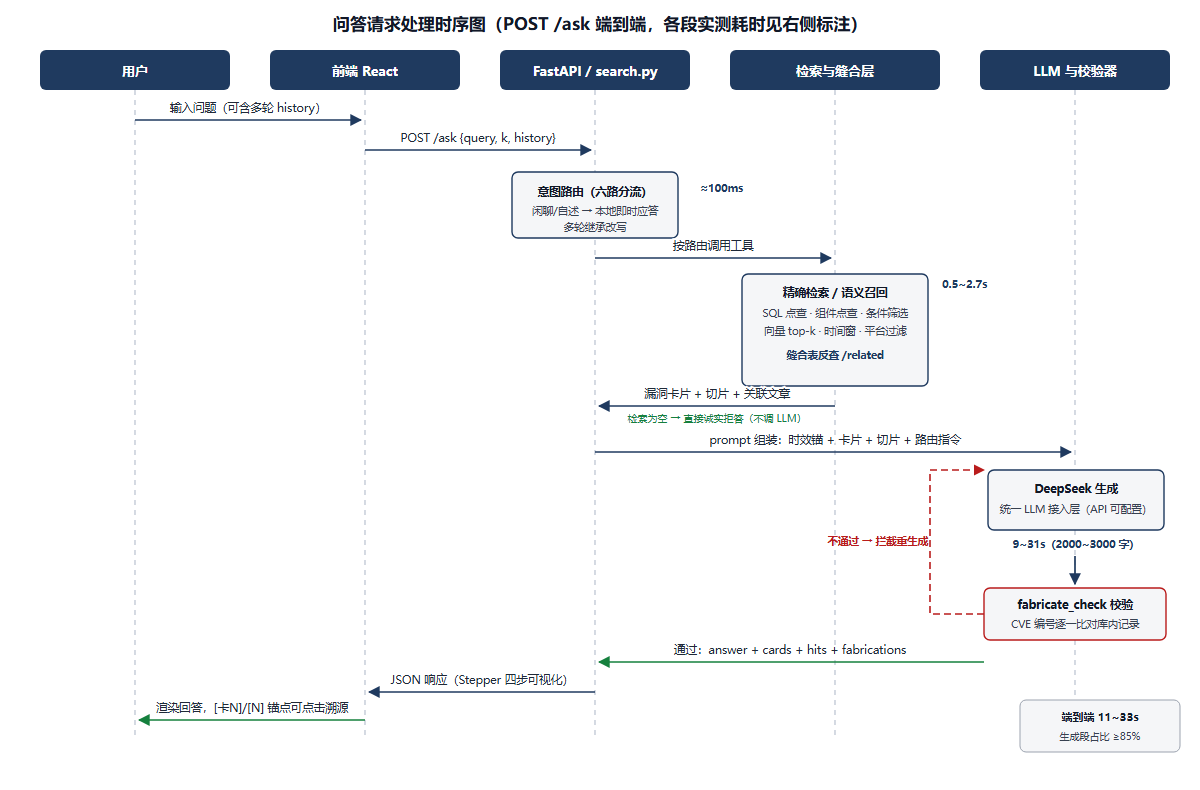 问答请求处理时序图（POST /ask 端到端，各段实测耗时见右侧标注）
用户
前端 React
FastAPI / search.py
检索与缝合层
LLM 与校验器
输入问题（可含多轮 history）
POST /ask {query, k, history}
意图路由（六路分流）
闲聊/自述 → 本地即时应答
多轮继承改写
≈100ms
按路由调用工具
精确检索 / 语义召回
SQL 点查 · 组件点查 · 条件筛选
向量 top-k · 时间窗 · 平台过滤
缝合表反查 /related
0.5~2.7s
漏洞卡片 + 切片 + 关联文章
检索为空 → 直接诚实拒答（不调 LLM）
prompt 组装：时效锚 + 卡片 + 切片 + 路由指令
DeepSeek 生成
统一 LLM 接入层（API 可配置）
9~31s（2000~3000 字）
不通过 → 拦截重生成
fabricate_check 校验
CVE 编号逐一比对库内记录
通过：answer + cards + hits + fabrications
JSON 响应（Stepper 四步可视化）
渲染回答，[卡N]/[N] 锚点可点击溯源
端到端 11~33s
生成段占比 ≥85%